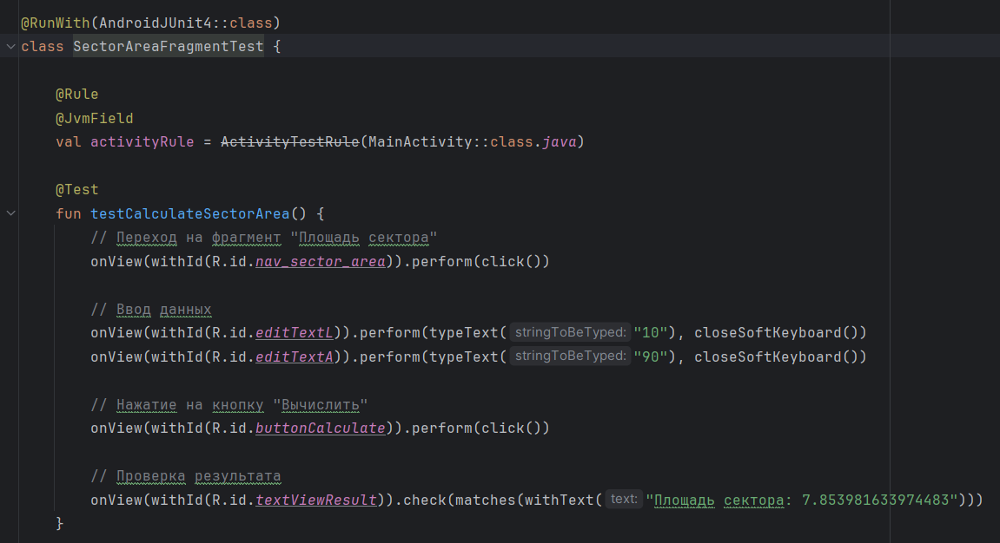 @RunWith(AndroidJUnit4::class)
class SectorAreaFragmentTest {
@Rule
@JvmField
val activityRule = ActivityTestRule(MainActivity::class.java)
@Test
fun testCalculateSectorArea() {
// Переход на фрагмент "Площадь сектора"
onView(withId(R.id.nav_sector_area)).perform(click())
// Ввод данных
onView(withId(R.id.editTextL)).perform(typeText( stringToBeTyped: "10"), closeSoftKeyboard())
onView(withId(R.id.editTextA)).perform(typeText( stringToBeTyped: "90"), closeSoftKeyboard())
// Нажатие на кнопку "Вычислить"
onView(withId(R.id.buttonCalculate)).perform(click())
// Проверка результата
onView(withId(R.id.textViewResult)).check(matches(withText( text: "Площадь сектора: 7.853981633974483")))
}